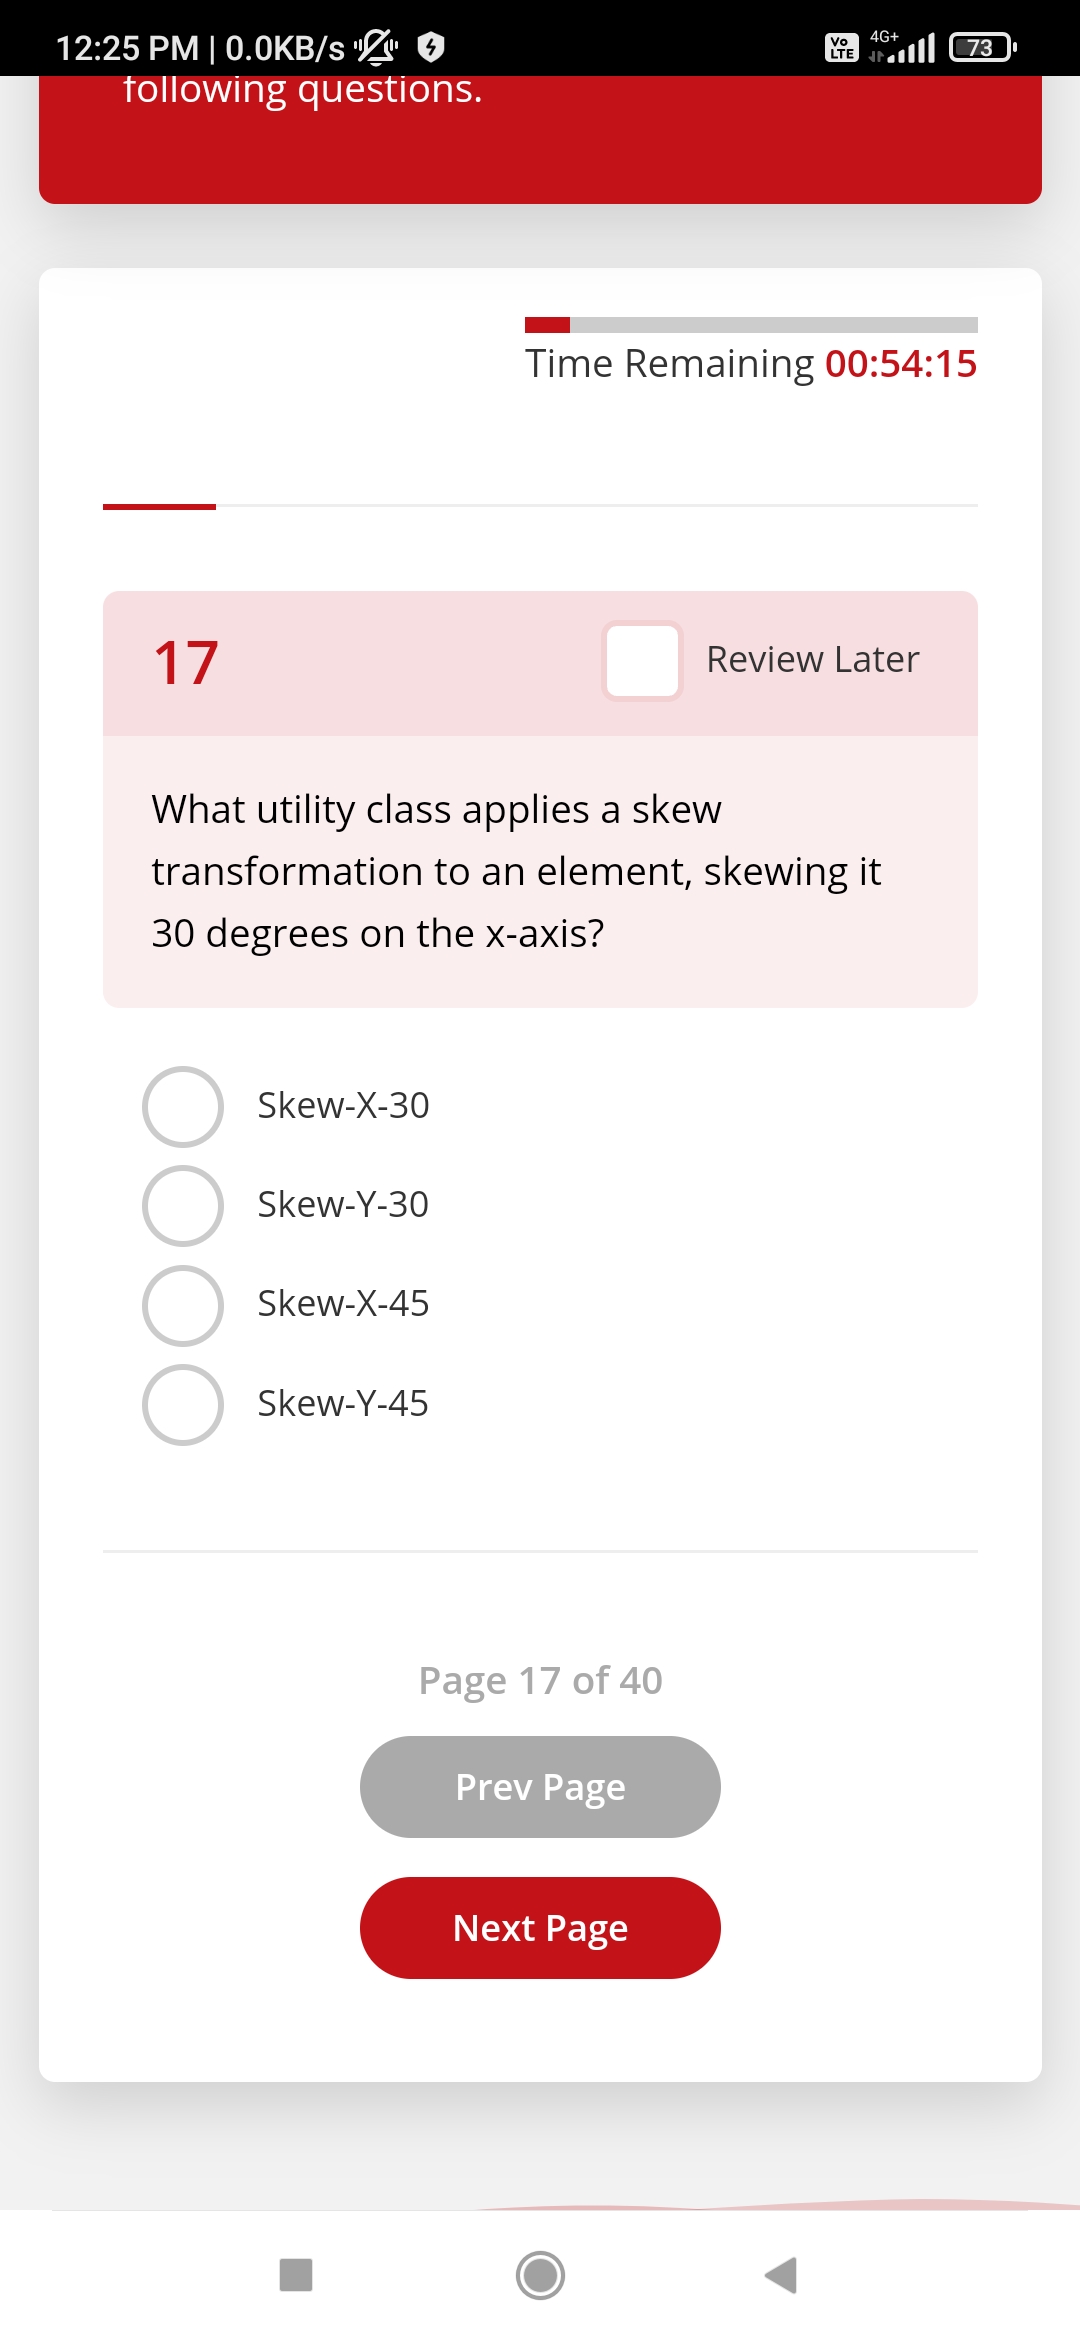 12:25 PM | 0.0KB/s
Vo LTE 4G+ 73
following questions.
Time Remaining 00:54:15
17
Review Later
What utility class applies a skew
transformation to an element, skewing it
30 degrees on the x-axis?
Skew-X-30
Skew-Y-30
Skew-X-45
Skew-Y-45
Page 17 of 40
Prev Page
Next Page